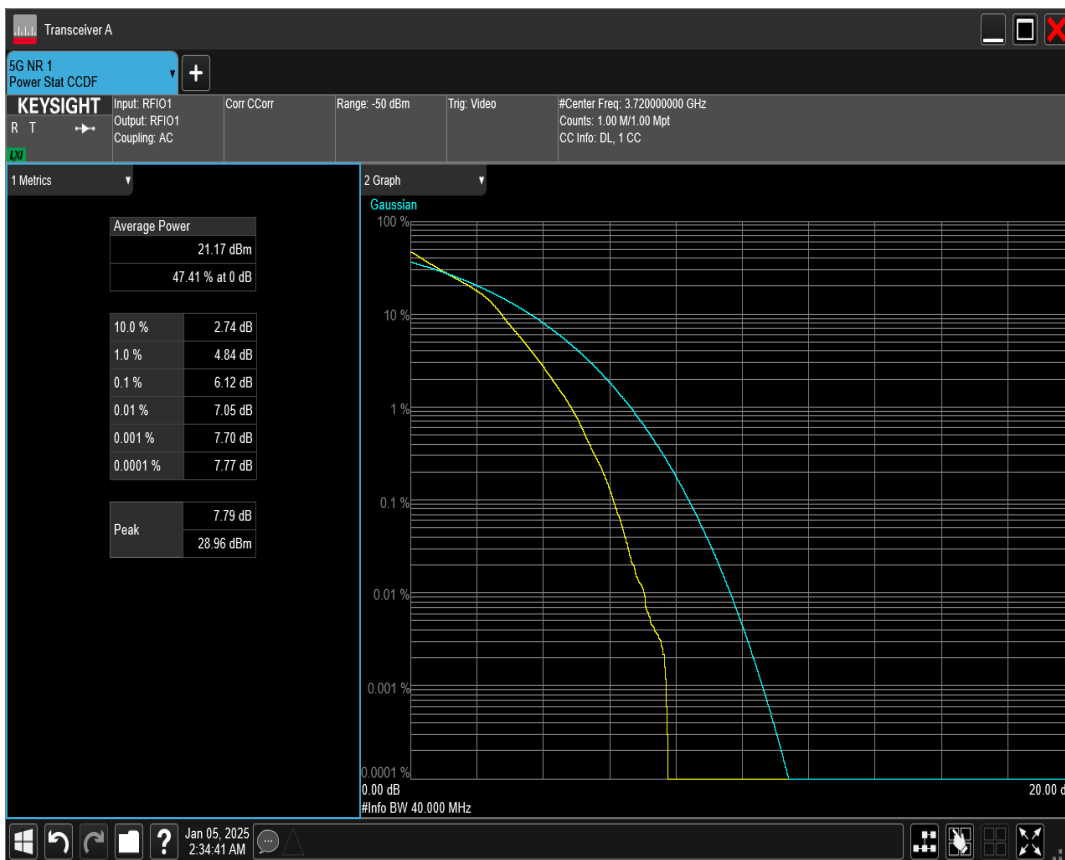 Transceiver A
5G NR 1
Power Stat CCDF
+
KEYSIGHT
R T
LXI
Input: RFIO1
Output: RFIO1
Coupling: AC
Corr CCorr
Range: -50 dBm
Trig: Video
#Center Freq: 3.720000000 GHz
Counts: 1.00 M/1.00 Mpt
CC Info: DL, 1 CC
1 Metrics
Average Power
21.17 dBm
47.41 % at 0 dB
10.0 % 2.74 dB
1.0 % 4.84 dB
0.1 % 6.12 dB
0.01 % 7.05 dB
0.001 % 7.70 dB
0.0001 % 7.77 dB
Peak 7.79 dB
28.96 dBm
2 Graph
Gaussian
100 %
10 %
1 %
0.1 %
0.01 %
0.001 %
0.0001 %
0.00 dB 20.00 d
#Info BW 40.000 MHz
?
Jan 05, 2025
2:34:41 AM